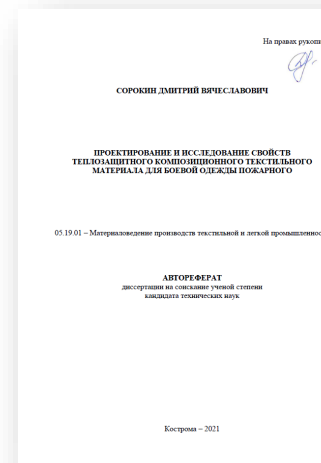 На правах рукопи
СОРОКИН ДМИТРИЙ ВЯЧЕСЛАВОВИЧ
ПРОЕКТИРОВАНИЕ И ИССЛЕДОВАНИЕ СВОЙСТВ
ТЕПЛОЗАЩИТНОГО КОМПОЗИЦИОННОГО ТЕКСТИЛЬНОГО
МАТЕРИАЛА ДЛЯ БОЕВОЙ ОДЕЖДЫ ПОЖАРНОГО
05.19.01 – Материаловедение производств текстильной и легкой промышленнос
АВТОРЕФЕРАТ
диссертации на соискание ученой степени
кандидата технических наук
Кострома – 2021